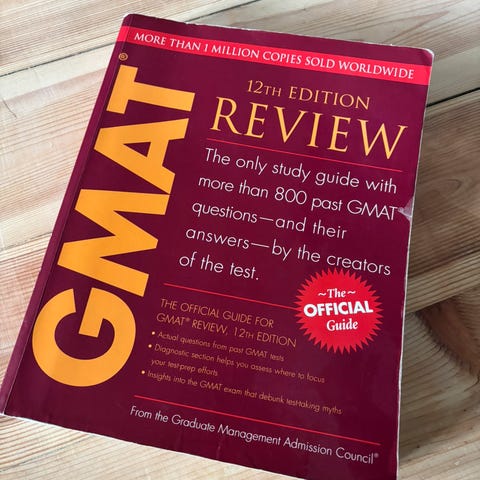 MORE THAN 1 MILLION COPIES SOLD WORLDWIDE
GMAT®
12TH EDITION
REVIEW
The only study guide with
more than 800 past GMAT®
questions—and their
answers—by the creators
of the test.
~The~
OFFICIAL
Guide
THE OFFICIAL GUIDE FOR
GMAT® REVIEW, 12TH EDITION
• Actual questions from past GMAT tests
• Diagnostic section helps you assess where to focus
your test-prep efforts
• Insights into the GMAT exam that debunk test-taking myths
From the Graduate Management Admission Council®